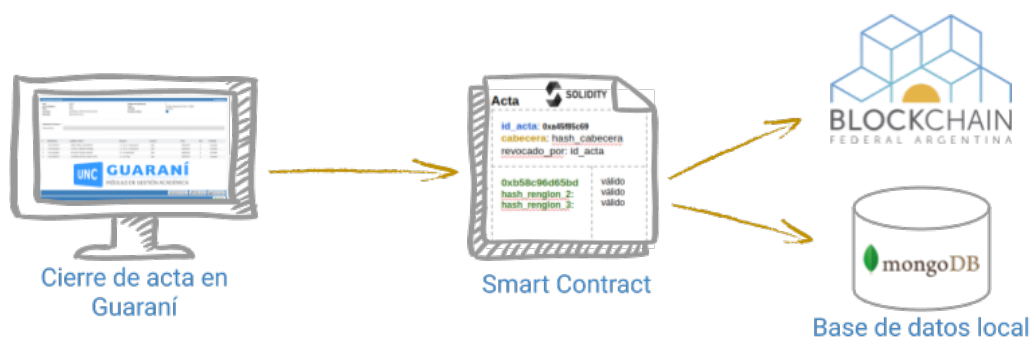 UNC GUARANÍ
MÓDULO DE GESTIÓN ACADÉMICA
Cierre de acta en
Guaraní
SOLIDITY
Acta
id_acta: 0xa45f85c69
cabecera: hash_cabecera
revocado_por: id_acta
0xb58c96d65bd válido
hash_renglon_2: válido
hash_renglon_3: válido
Smart Contract
BLOCKCHAIN
FEDERAL ARGENTINA
mongoDB
Base de datos local